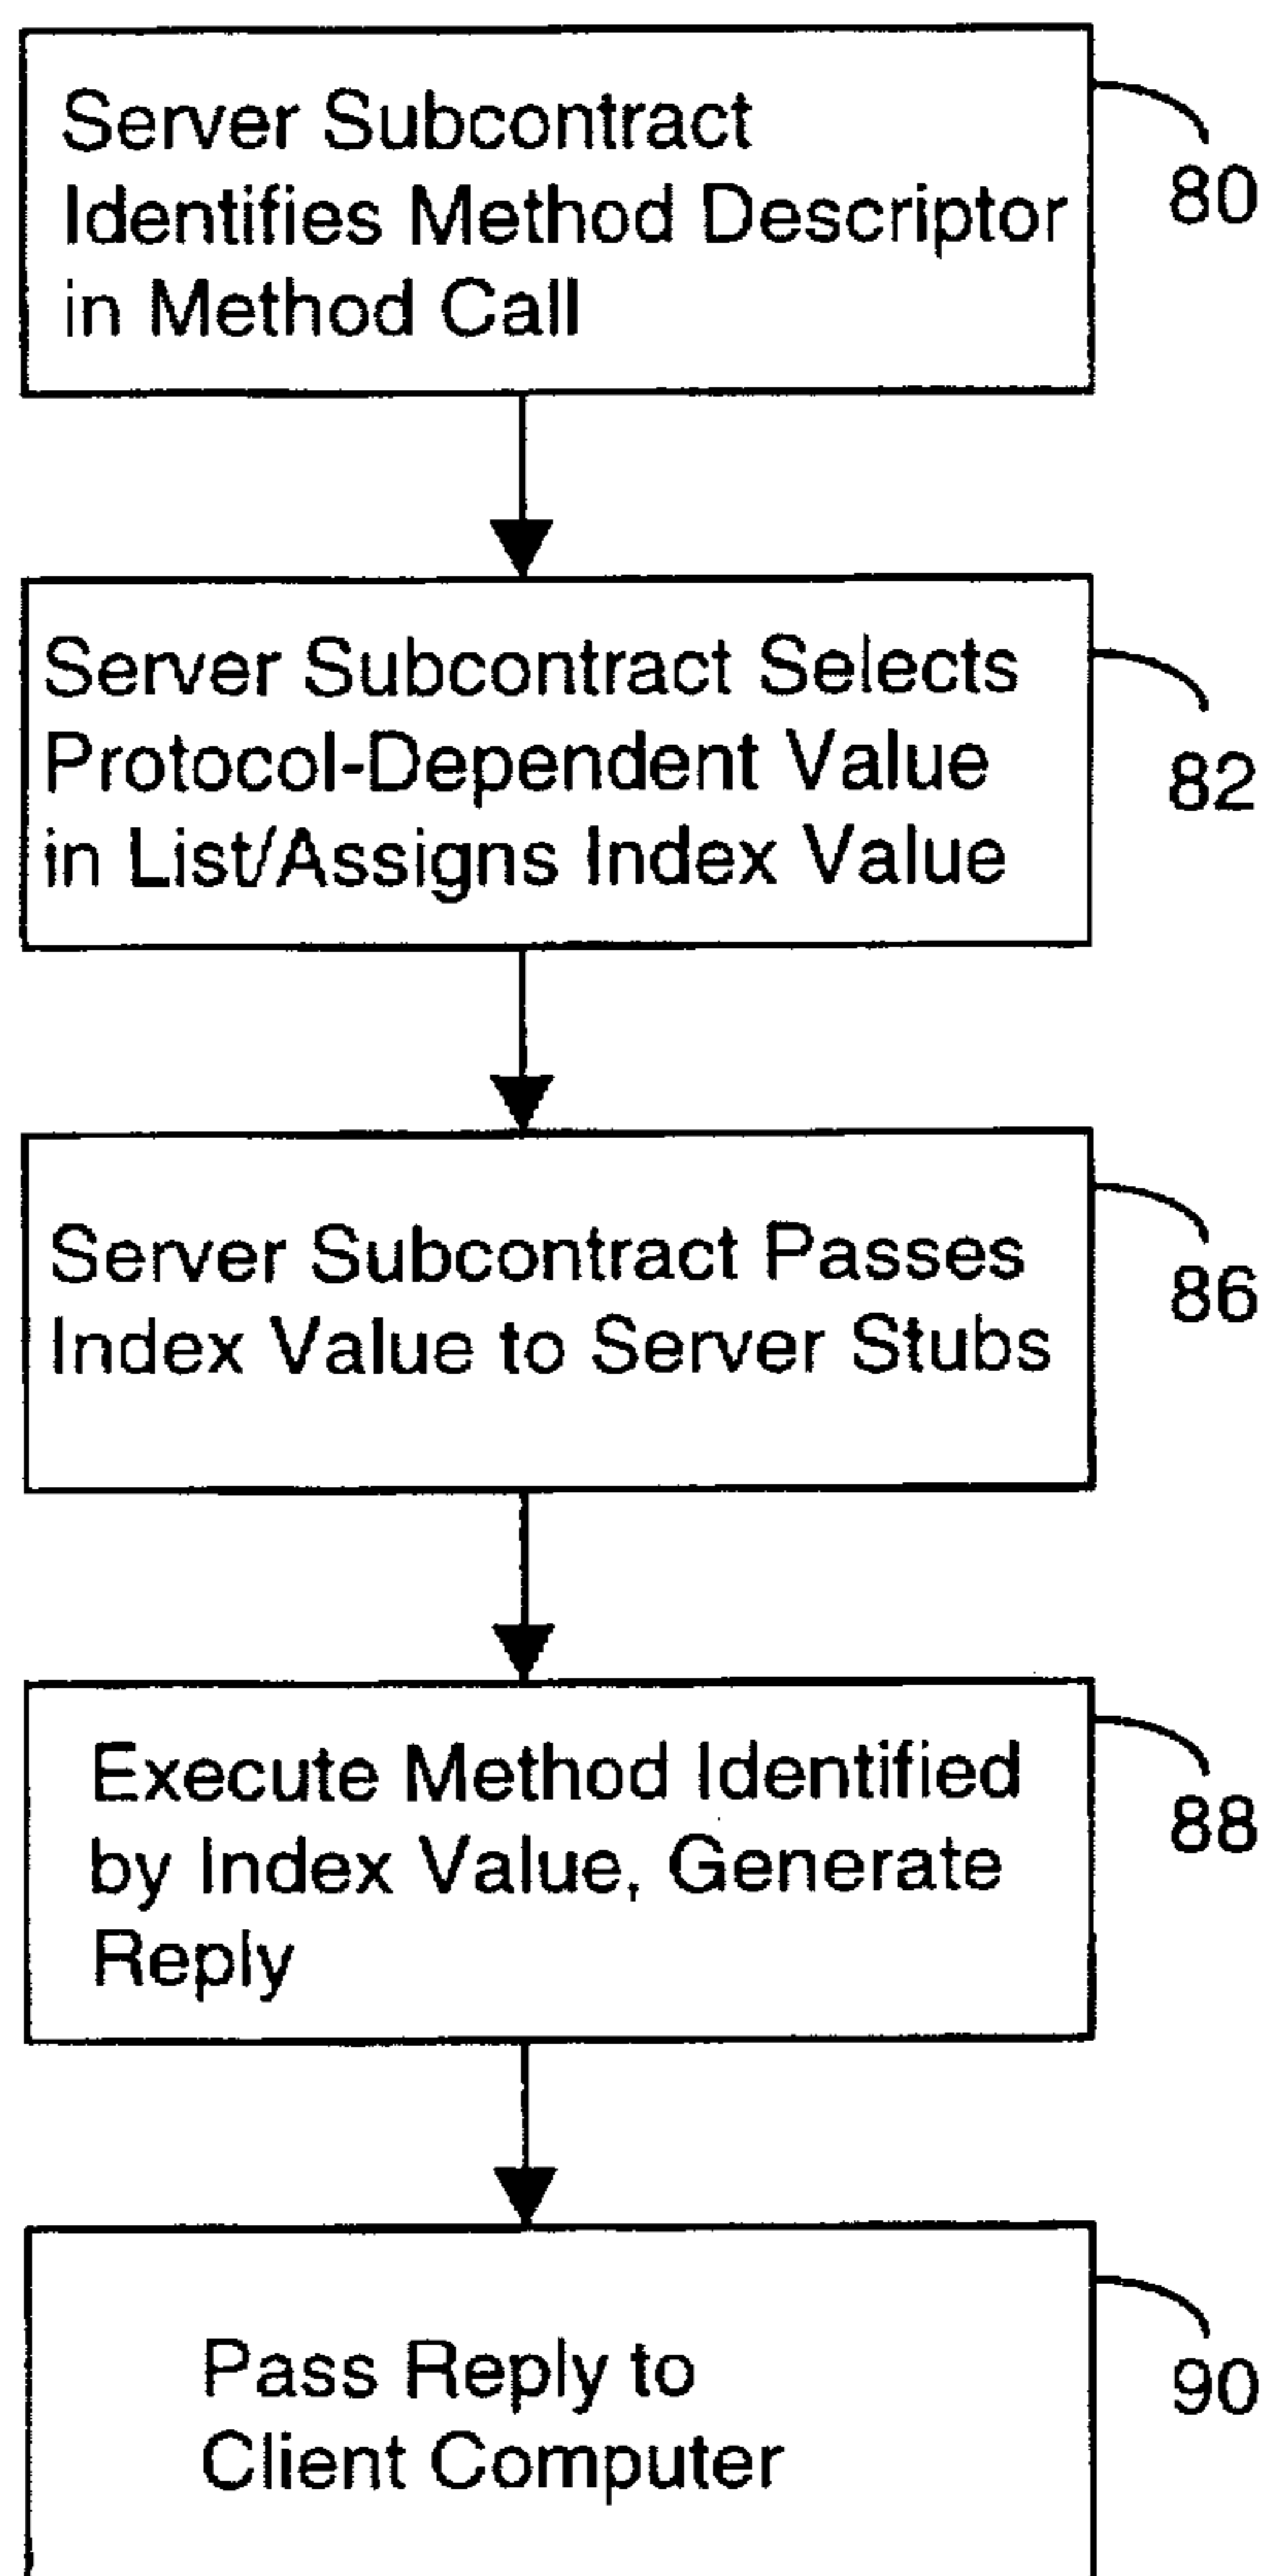 Server Subcontract
Identifies Method Descriptor
in Method Call
80
Server Subcontract Selects
Protocol-Dependent Value
in List/Assigns Index Value
82
Server Subcontract Passes
Index Value to Server Stubs
86
Execute Method Identified
by Index Value, Generate
Reply
88
Pass Reply to
Client Computer
90